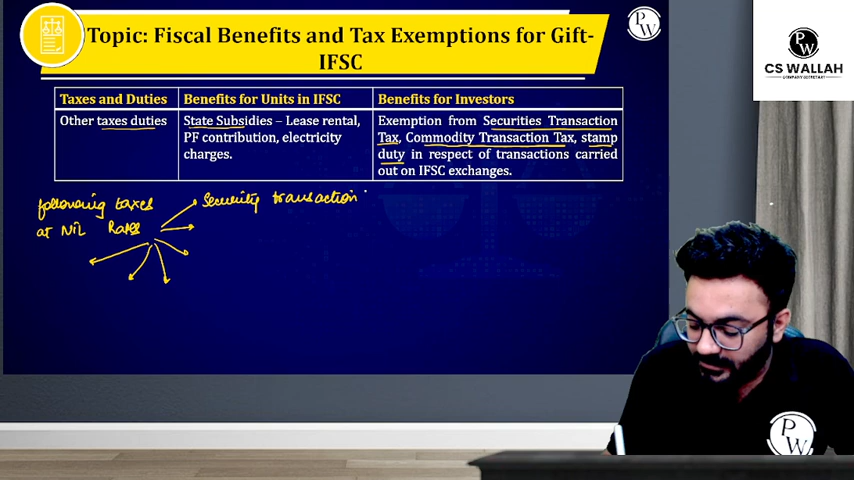 Topic: Fiscal Benefits and Tax Exemptions for Gift-
IFSC
CS WALLAH
COMPANY SECRETARY
Taxes and Duties
Benefits for Units in IFSC
Benefits for Investors
Other taxes duties
State Subsidies – Lease rental,
PF contribution, electricity
charges.
Exemption from Securities Transaction
Tax, Commodity Transaction Tax, stamp
duty in respect of transactions carried
out on IFSC exchanges.
following taxes
at NIL Rates
Security transaction
P
W
P
W
P
W